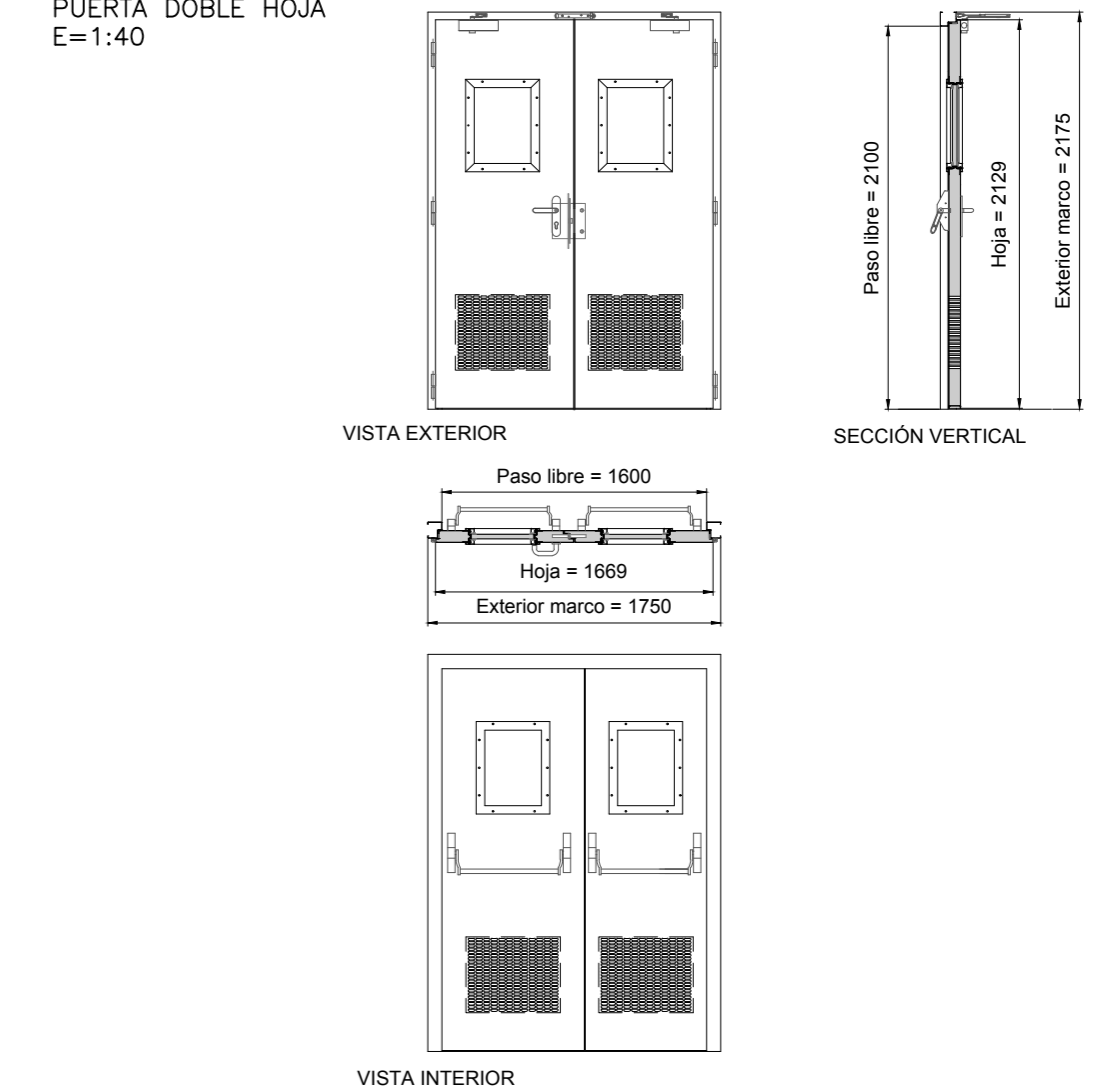 PUERTA DOBLE HOJA
E=1:40
Paso libre = 2100
Hoja = 2129
Exterior marco = 2175
VISTA EXTERIOR
SECCIÓN VERTICAL
Paso libre = 1600
Hoja = 1669
Exterior marco = 1750
VISTA INTERIOR